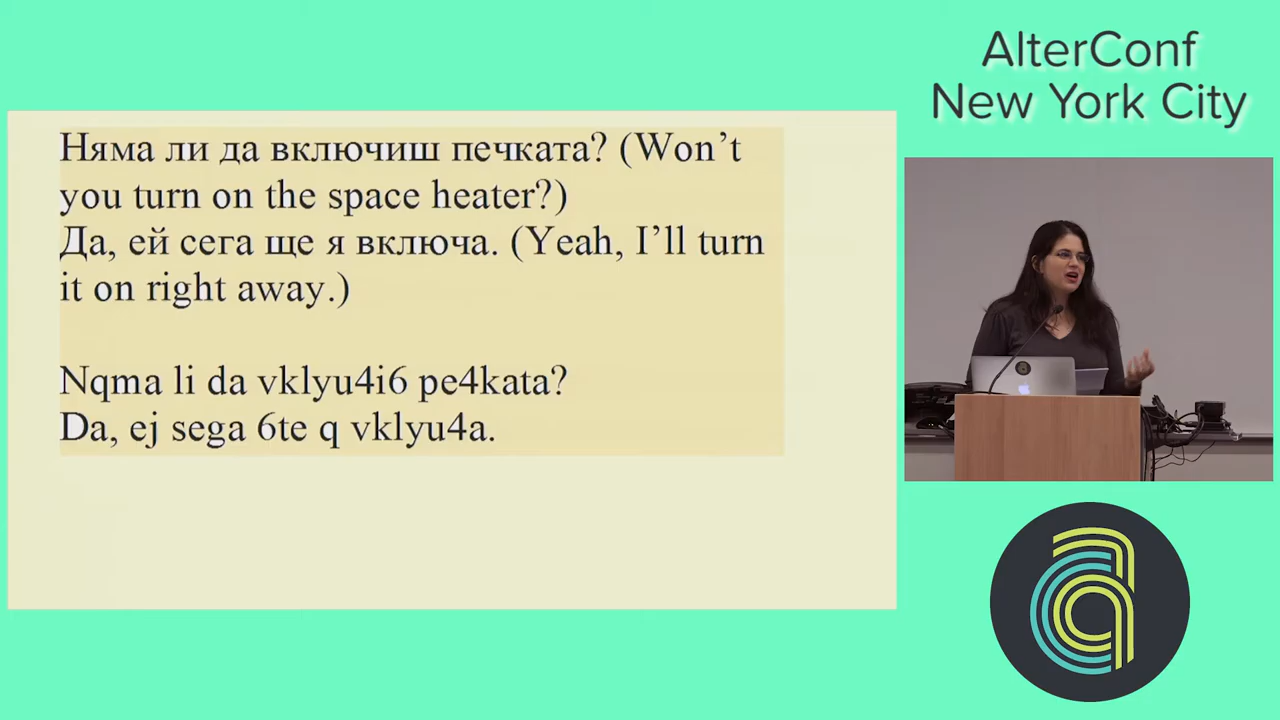 AlterConf
New York City
Няма ли да включиш печката? (Won’t
you turn on the space heater?)
Да, ей сега ще я включа. (Yeah, I’ll turn
it on right away.)
Nqma li da vklyu4i6 pe4kata?
Da, ej sega 6te q vklyu4a.